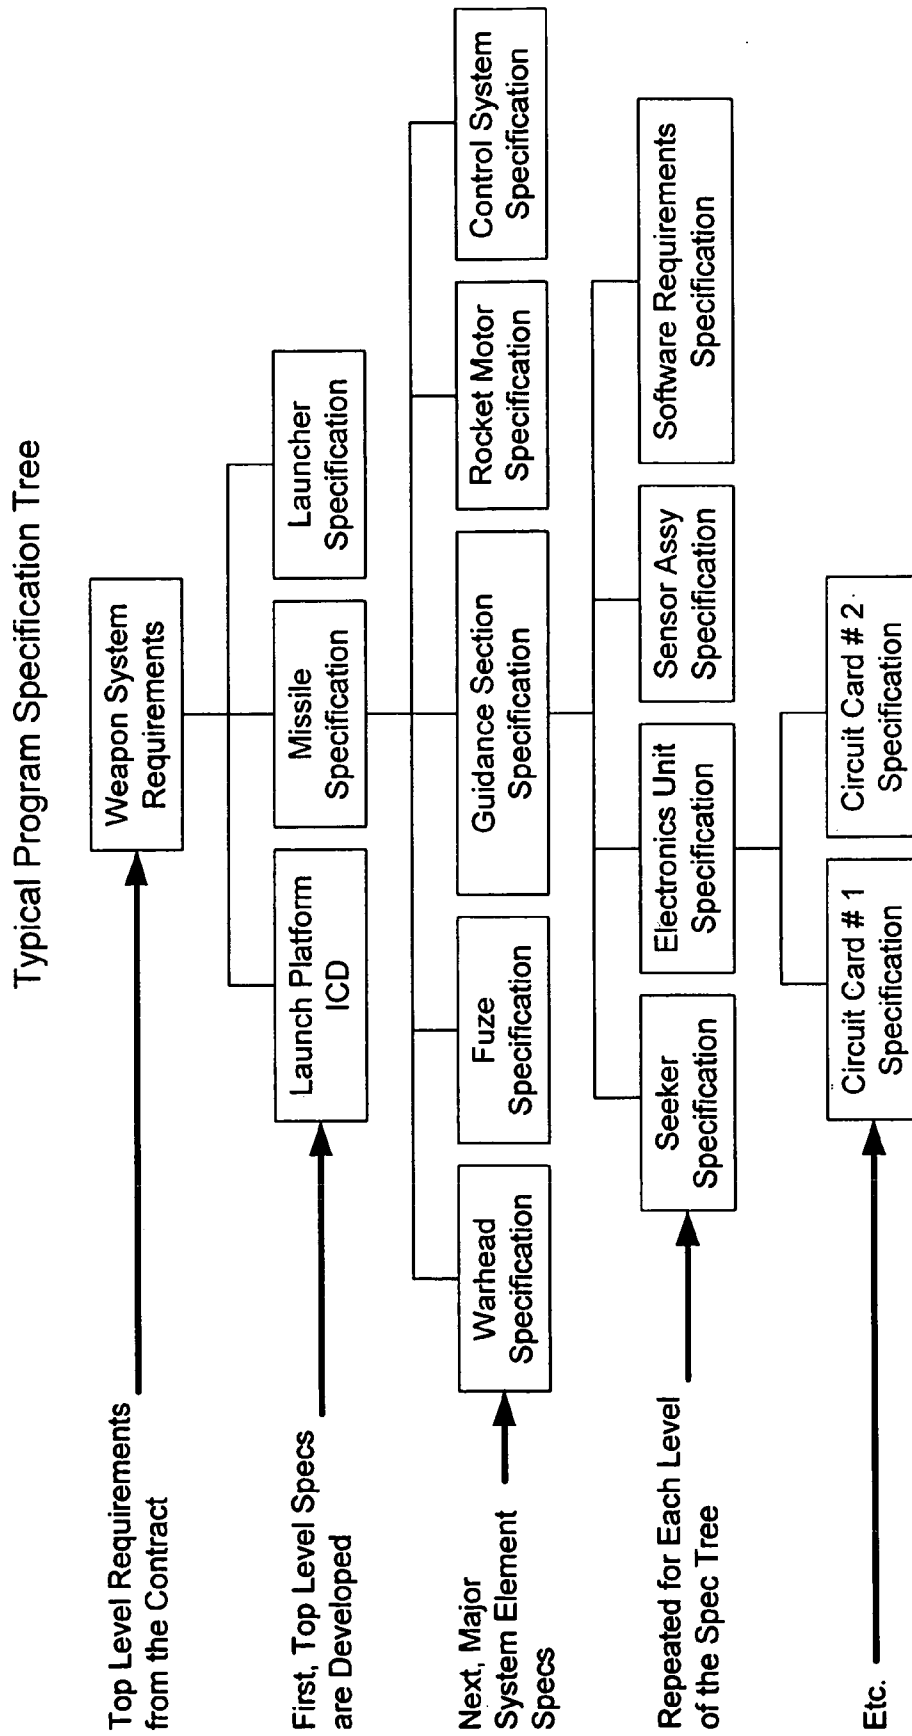 Typical Program Specification Tree
Top Level Requirements
from the Contract
Weapon System
Requirements
First, Top Level Specs
are Developed
Launch Platform
ICD
Missile
Specification
Launcher
Specification
Next, Major
System Element
Specs
Warhead
Specification
Fuze
Specification
Guidance Section
Specification
Rocket Motor
Specification
Control System
Specification
Repeated for Each Level
of the Spec Tree
Seeker
Specification
Electronics Unit
Specification
Sensor Assy
Specification
Software Requirements
Specification
Etc.
Circuit Card # 1
Specification
Circuit Card # 2
Specification